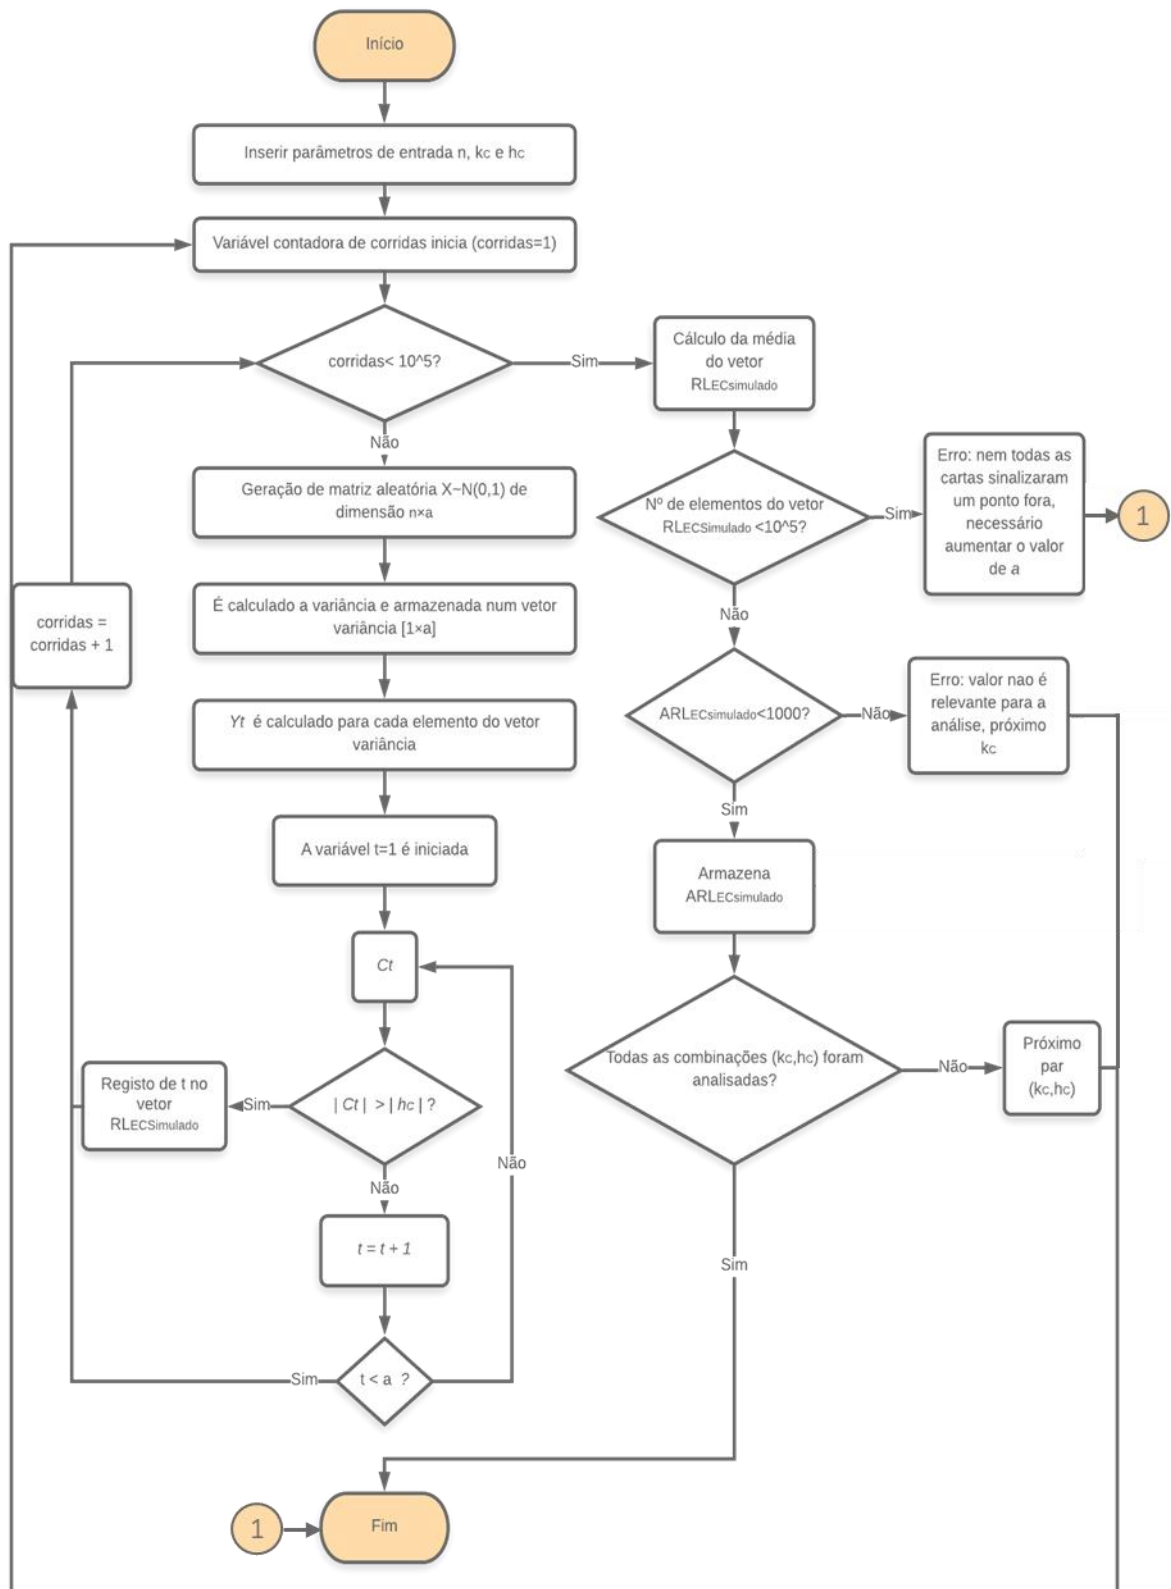 Início
Inserir parâmetros de entrada n, kc e hc
Variável contadora de corridas inicia (corridas=1)
corridas< 10^5?
Sim
Não
Geração de matriz aleatória X~N(0,1) de
dimensão n×a
É calculado a variância e armazenada num vetor
variância [1×a]
Yt é calculado para cada elemento do vetor
variância
A variável t=1 é iniciada
Ct
| Ct | > | hc | ?
Sim
Registo de t no
vetor
RLECSimulado
Não
t = t + 1
t < a ?
Sim
Não
corridas =
corridas + 1
Cálculo da média
do vetor
RLECsimulado
Nº de elementos do vetor
RLECSimulado <10^5?
Sim
Erro: nem todas as
cartas sinalizaram
um ponto fora,
necessário
aumentar o valor
de a
1
Não
ARLECsimulado<1000?
Não
Erro: valor nao é
relevante para a
análise, próximo
kc
Sim
Armazena
ARLECsimulado
Todas as combinações (kc,hc) foram
analisadas?
Não
Próximo
par
(kc,hc)
Sim
1
Fim